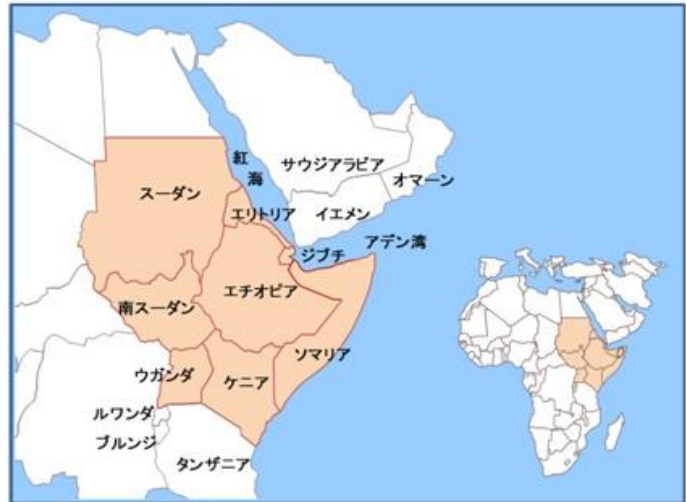 紅
海
サウジアラビア
オマーン
スーダン
エリトリア
イエメン
アデン湾
ジブチ
エチオピア
南スーダン
ソマリア
ウガンダ
ケニア
ルワンダ
ブルンジ
タンザニア